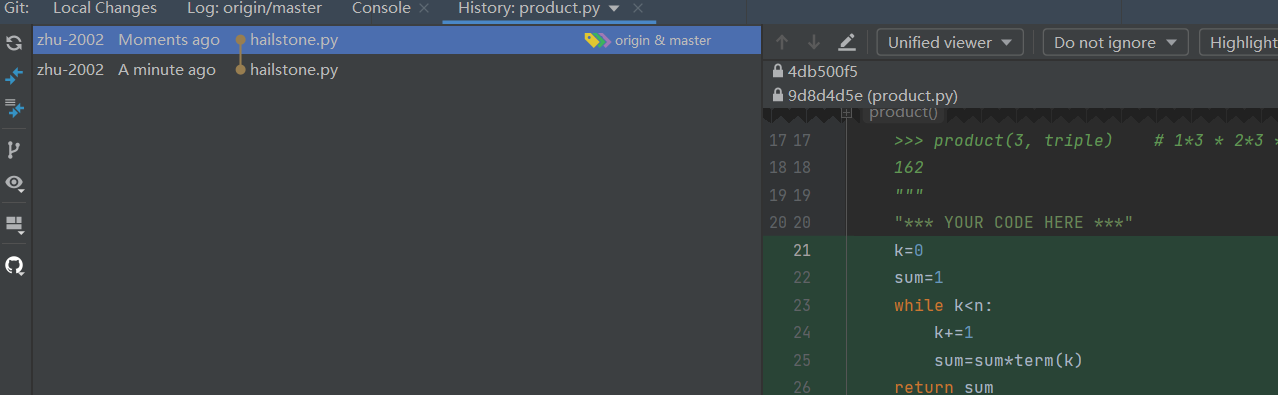 Git: Local Changes Log: origin/master Console History: product.py
zhu-2002 Moments ago hailstone.py origin & master
zhu-2002 A minute ago hailstone.py
Unified viewer Do not ignore Highlight
4db500f5
9d8d4d5e (product.py)
product()
17 17 >>> product(3, triple) # 1*3 * 2*3 *
18 18 162
19 19 """
20 20 "*** YOUR CODE HERE ***"
21 k=0
22 sum=1
23 while k<n:
24 k+=1
25 sum=sum*term(k)
26 return sum